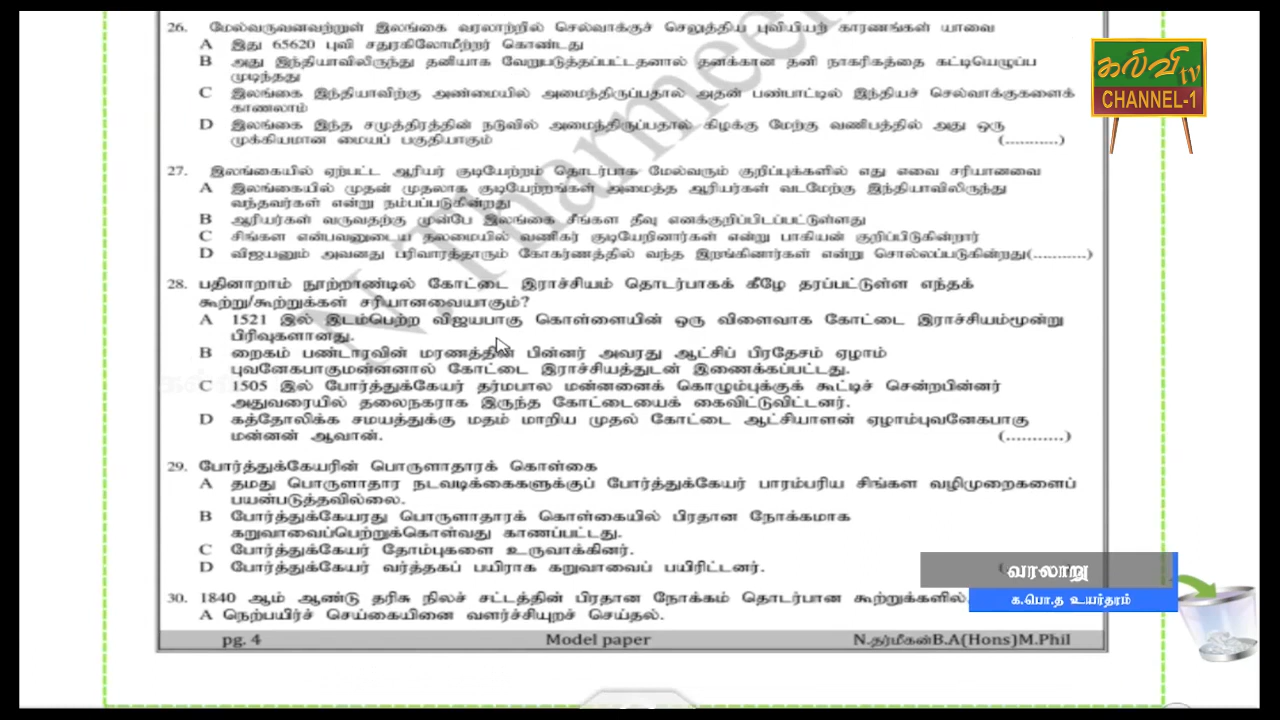 26. மேல்வருவனவற்றுள் இலங்கை வரலாற்றில் செல்வாக்குச் செலுத்திய புவியியற் காரணங்கள் யாவை
A இது 65620 புவி சதுரகிலோமீற்றர் கொண்டது
B அது இந்தியாவிலிருந்து தனியாக வேறுபடுத்தப்பட்டதனால் தனக்கான தனி நாகரிகத்தை கட்டியெழுப்ப
முடிந்தது
C இலங்கை இந்தியாவிற்கு அண்மையில் அமைந்திருப்பதால் அதன் பண்பாட்டில் இந்தியச் செல்வாக்குகளைக்
காணலாம்
D இலங்கை இந்த சமுத்திரத்தின் நடுவில் அமைந்திருப்பதால் கிழக்கு மேற்கு வணிபத்தில் அது ஒரு
முக்கியமான மையப் பகுதியாகும் (...........)
27. இலங்கையில் ஏற்பட்ட ஆரியர் குடியேற்றம் தொடர்பாக மேல்வரும் குறிப்புக்களில் எது எவை சரியானவை
A இலங்கையில் முதன் முதலாக குடியேற்றங்கள் அமைத்த ஆரியர்கள் வடமேற்கு இந்தியாவிலிருந்து
வந்தவர்கள் என்று நம்பப்படுகின்றது
B ஆரியர்கள் வருவதற்கு முன்பே இலங்கை சிங்கள தீவு எனக்குறிப்பிடப்பட்டுள்ளது
C சிங்கள என்பவனுடைய தலமையில் வணிகர் குடியேறினார்கள் என்று பாகியன் குறிப்பிடுகின்றார்
D விஜயனும் அவனது பரிவாரத்தாரும் கோகர்ணத்தில் வந்த இறங்கினார்கள் என்று சொல்லப்படுகின்றது(...........)
28. பதினாறாம் நூற்றாண்டில் கோட்டை இராச்சியம் தொடர்பாகக் கீழே தரப்பட்டுள்ள எந்தக்
கூற்று/கூற்றுக்கள் சரியானவையாகும்?
A 1521 இல் இடம்பெற்ற விஜயபாகு கொள்ளையின் ஒரு விளைவாக கோட்டை இராச்சியம்மூன்று
பிரிவுகளானது.
B றைகம் பண்டாரவின் மரணத்தின் பின்னர் அவரது ஆட்சிப் பிரதேசம் ஏழாம்
புவனேகபாகுமன்னனால் கோட்டை இராச்சியத்துடன் இணைக்கப்பட்டது.
C 1505 இல் போர்த்துக்கேயர் தர்மபால மன்னனைக் கொழும்புக்குக் கூட்டிச் சென்றபின்னர்
அதுவரையில் தலைநகராக இருந்த கோட்டையைக் கைவிட்டுவிட்டனர்.
D கத்தோலிக்க சமயத்துக்கு மதம் மாறிய முதல் கோட்டை ஆட்சியாளன் ஏழாம்புவனேகபாகு
மன்னன் ஆவான். (...........)
29. போர்த்துக்கேயரின் பொருளாதாரக் கொள்கை
A தமது பொருளாதார நடவடிக்கைகளுக்குப் போர்த்துக்கேயர் பாரம்பரிய சிங்கள வழிமுறைகளைப்
பயன்படுத்தவில்லை.
B போர்த்துக்கேயரது பொருளாதாரக் கொள்கையில் பிரதான நோக்கமாக
கறுவாவைப்பெற்றுக்கொள்வது காணப்பட்டது.
C போர்த்துக்கேயர் தோம்புகளை உருவாக்கினர்.
D போர்த்துக்கேயர் வர்த்தகப் பயிராக கறுவாவைப் பயிரிட்டனர்.
30. 1840 ஆம் ஆண்டு தரிசு நிலச் சட்டத்தின் பிரதான நோக்கம் தொடர்பான கூற்றுக்களில்
A நெற்பயிர்ச் செய்கையினை வளர்ச்சியுறச் செய்தல்.
pg. 4 Model paper N.தர்மீகன்B.A(Hons)M.Phil
கல்வி tv
CHANNEL-1
வரலாறு
க.பொ.த உயர்தரம்